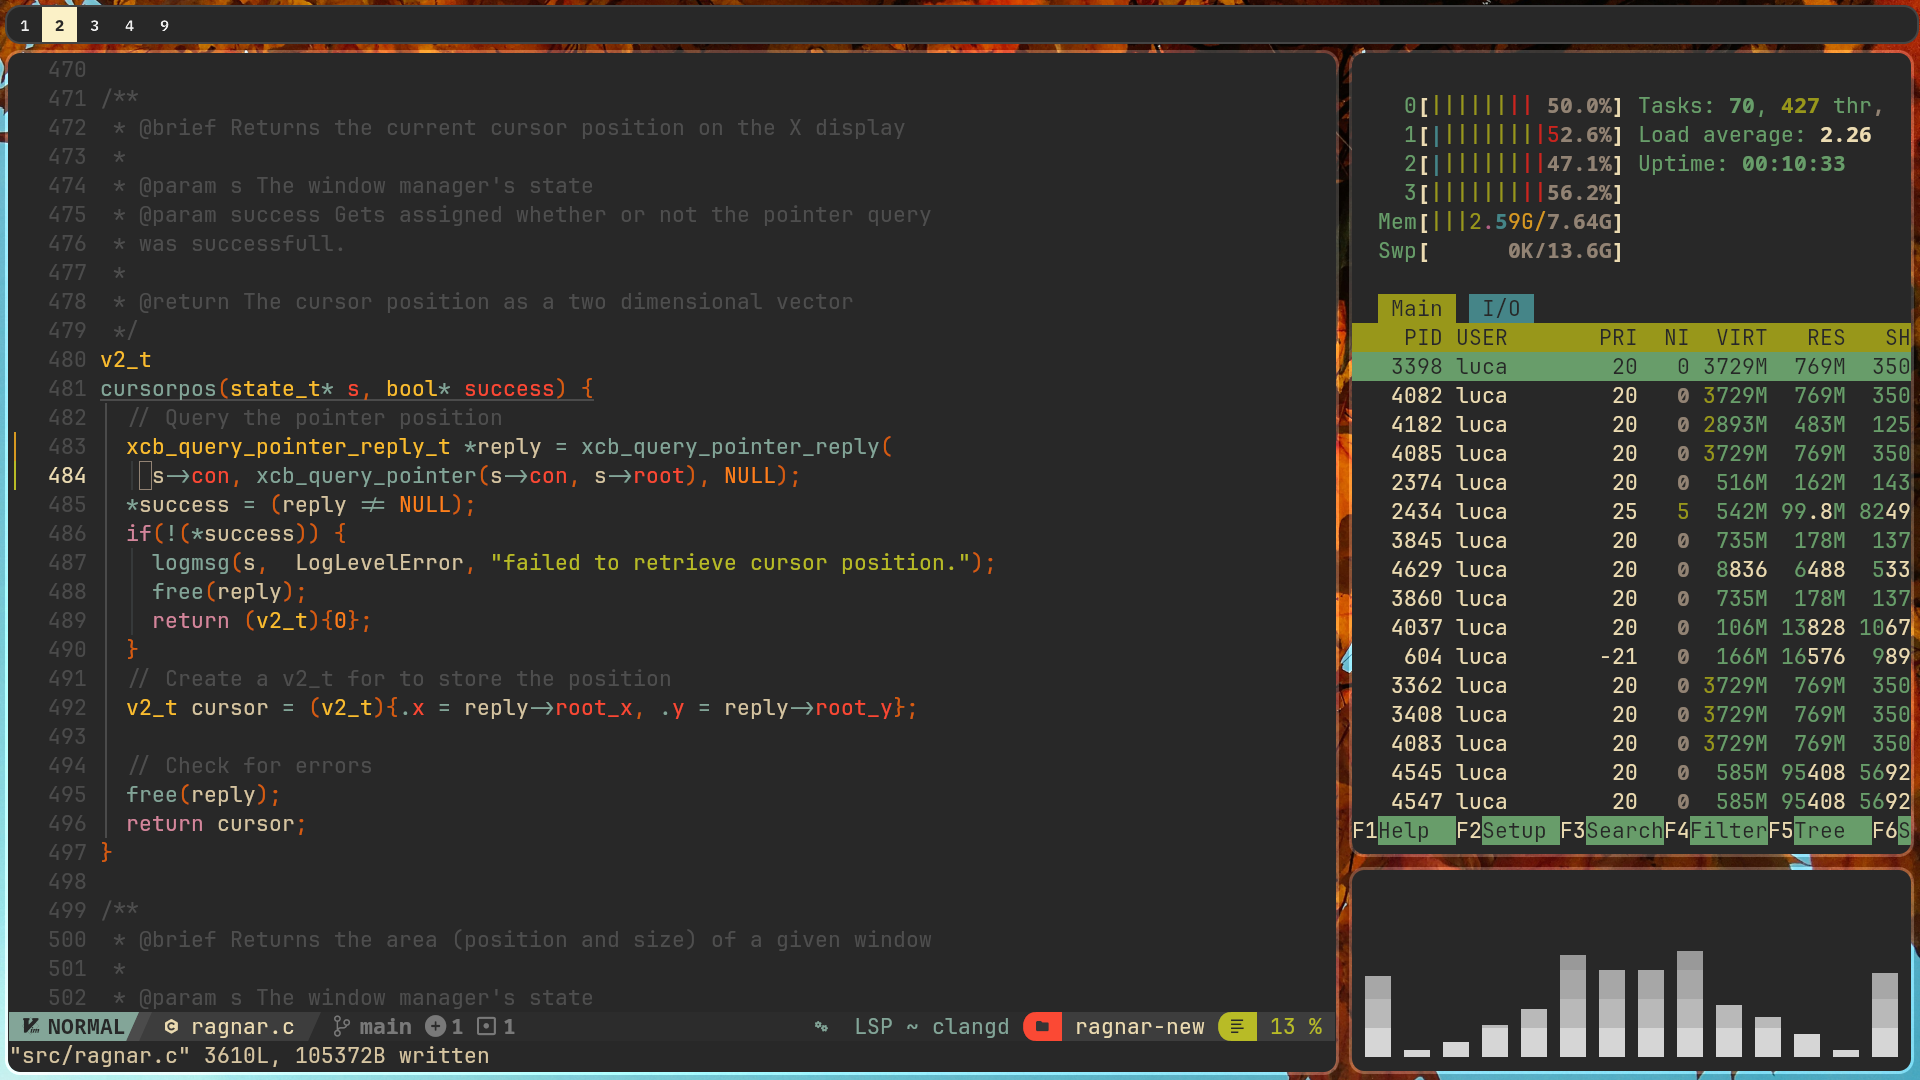 1 2 3 4 9
470
471 /**
472  * @brief Returns the current cursor position on the X display
473  *
474  * @param s The window manager's state
475  * @param success Gets assigned whether or not the pointer query
476  * was successfull.
477  *
478  * @return The cursor position as a two dimensional vector
479  */
480 v2_t
481 cursorpos(state_t* s, bool* success) {
482   // Query the pointer position
483   xcb_query_pointer_reply_t *reply = xcb_query_pointer_reply(
484     s->con, xcb_query_pointer(s->con, s->root), NULL);
485   *success = (reply != NULL);
486   if(!(*success)) {
487     logmsg(s,  LogLevelError, "failed to retrieve cursor position.");
488     free(reply);
489     return (v2_t){0};
490   }
491   // Create a v2_t for to store the position
492   v2_t cursor = (v2_t){.x = reply->root_x, .y = reply->root_y};
493
494   // Check for errors
495   free(reply);
496   return cursor;
497 }
498
499 /**
500  * @brief Returns the area (position and size) of a given window
501  *
502  * @param s The window manager's state
NORMAL ragnar.c main 1 1 LSP ~ clangd ragnar-new 13 %
"src/ragnar.c" 3610L, 105372B written
0[|||||||| 50.0%] Tasks: 70, 427 thr,
1[|||||||||52.6%] Load average: 2.26
2[|||||||||47.1%] Uptime: 00:10:33
3[|||||||||56.2%]
Mem[|||2.59G/7.64G]
Swp[ 0K/13.6G]
Main I/O
PID USER PRI NI VIRT RES SH
3398 luca 20 0 3729M 769M 350
4082 luca 20 0 3729M 769M 350
4182 luca 20 0 2893M 483M 125
4085 luca 20 0 3729M 769M 350
2374 luca 20 0 516M 162M 143
2434 luca 25 5 542M 99.8M 8249
3845 luca 20 0 735M 178M 137
4629 luca 20 0 8836 6488 533
3860 luca 20 0 735M 178M 137
4037 luca 20 0 106M 13828 1067
604 luca -21 0 166M 16576 989
3362 luca 20 0 3729M 769M 350
3408 luca 20 0 3729M 769M 350
4083 luca 20 0 3729M 769M 350
4545 luca 20 0 585M 95408 5692
4547 luca 20 0 585M 95408 5692
F1Help F2Setup F3SearchF4FilterF5Tree F6S